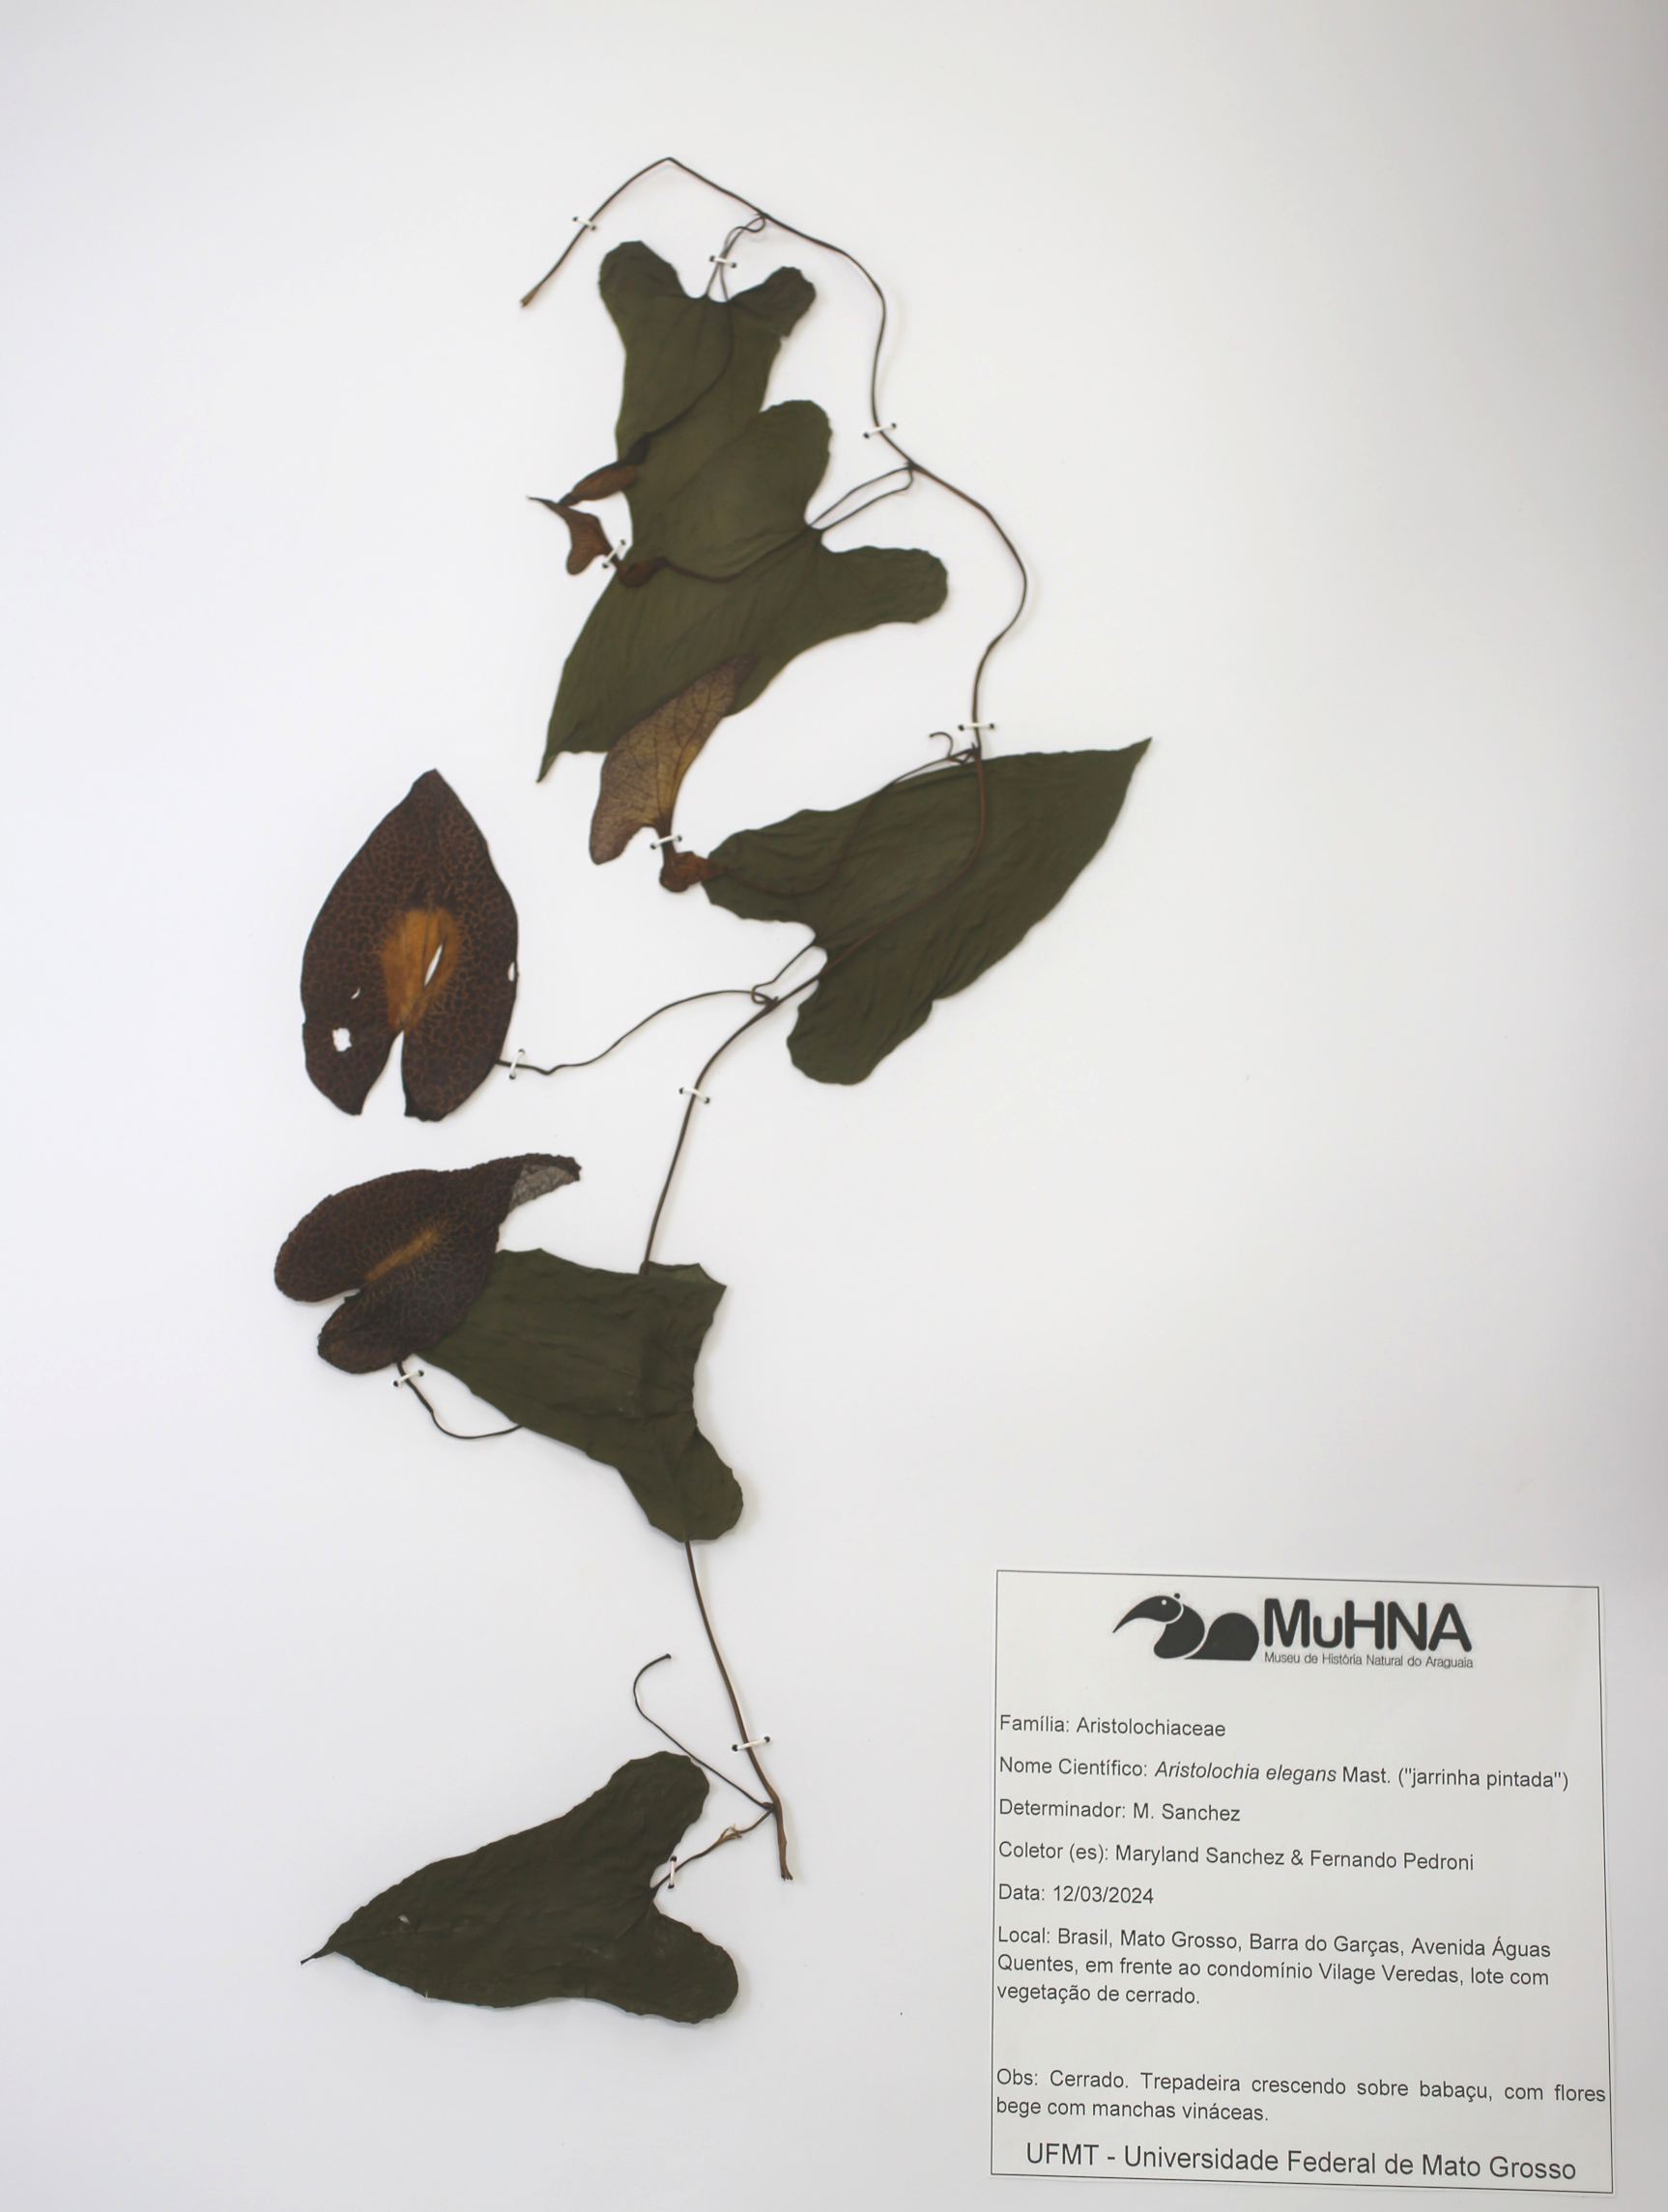 MuHNA
Museu de História Natural do Araguaia
Família: Aristolochiaceae
Nome Científico: Aristolochia elegans Mast. ("jarrinha pintada")
Determinador: M. Sanchez
Coletor (es): Maryland Sanchez & Fernando Pedroni
Data: 12/03/2024
Local: Brasil, Mato Grosso, Barra do Garças, Avenida Águas
Quentes, em frente ao condomínio Vilage Veredas, lote com
vegetação de cerrado.
Obs: Cerrado. Trepadeira crescendo sobre babaçu, com flores
bege com manchas vináceas.
UFMT - Universidade Federal de Mato Grosso